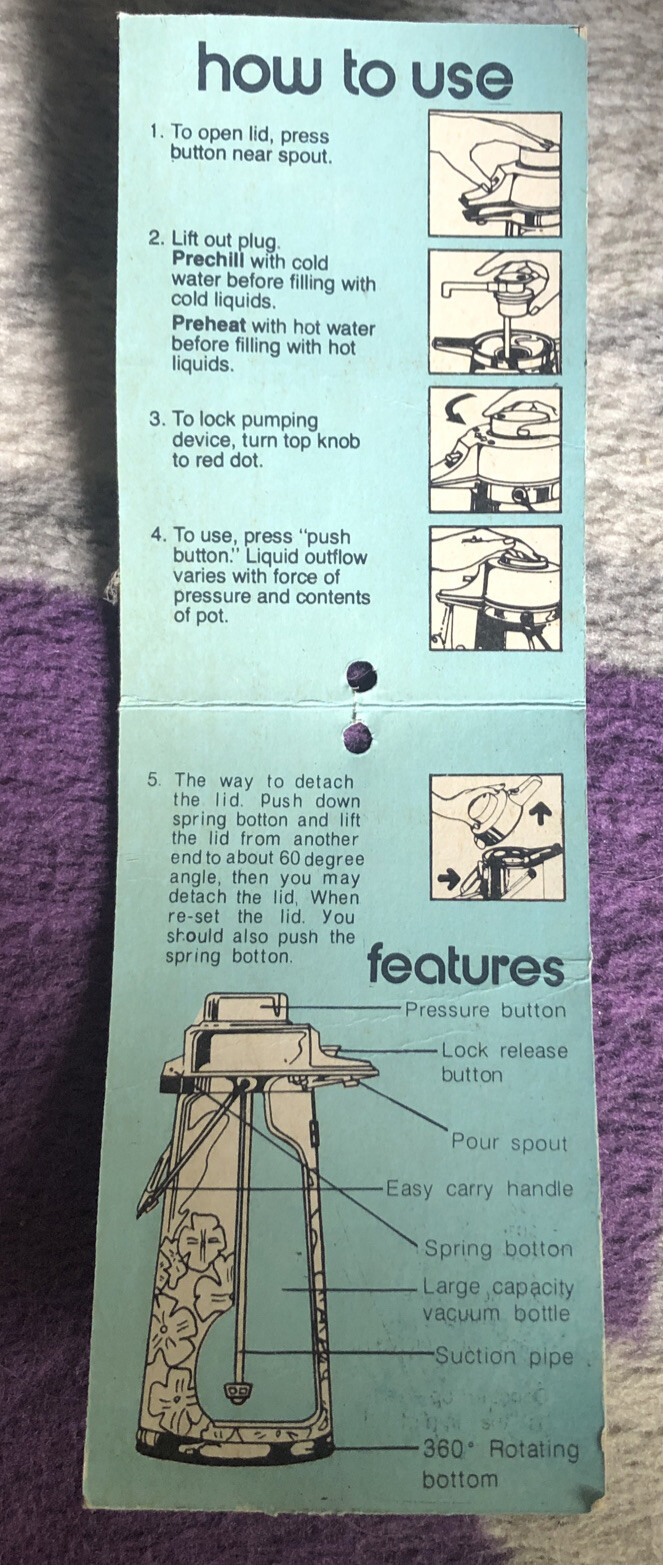 how to use
1. To open lid, press
button near spout.
2. Lift out plug.
Prechill with cold
water before filling with
cold liquids.
Preheat with hot water
before filling with hot
liquids.
3. To lock pumping
device, turn top knob
to red dot.
4. To use, press “push
button.” Liquid outflow
varies with force of
pressure and contents
of pot.
5. The way to detach
the lid. Push down
spring botton and lift
the lid from another
end to about 60 degree
angle, then you may
detach the lid, When
re-set the lid. You
should also push the
spring botton.
features
Pressure button
Lock release
button
Pour spout
Easy carry handle
Spring botton
Large capacity
vacuum bottle
Suction pipe
360° Rotating
bottom